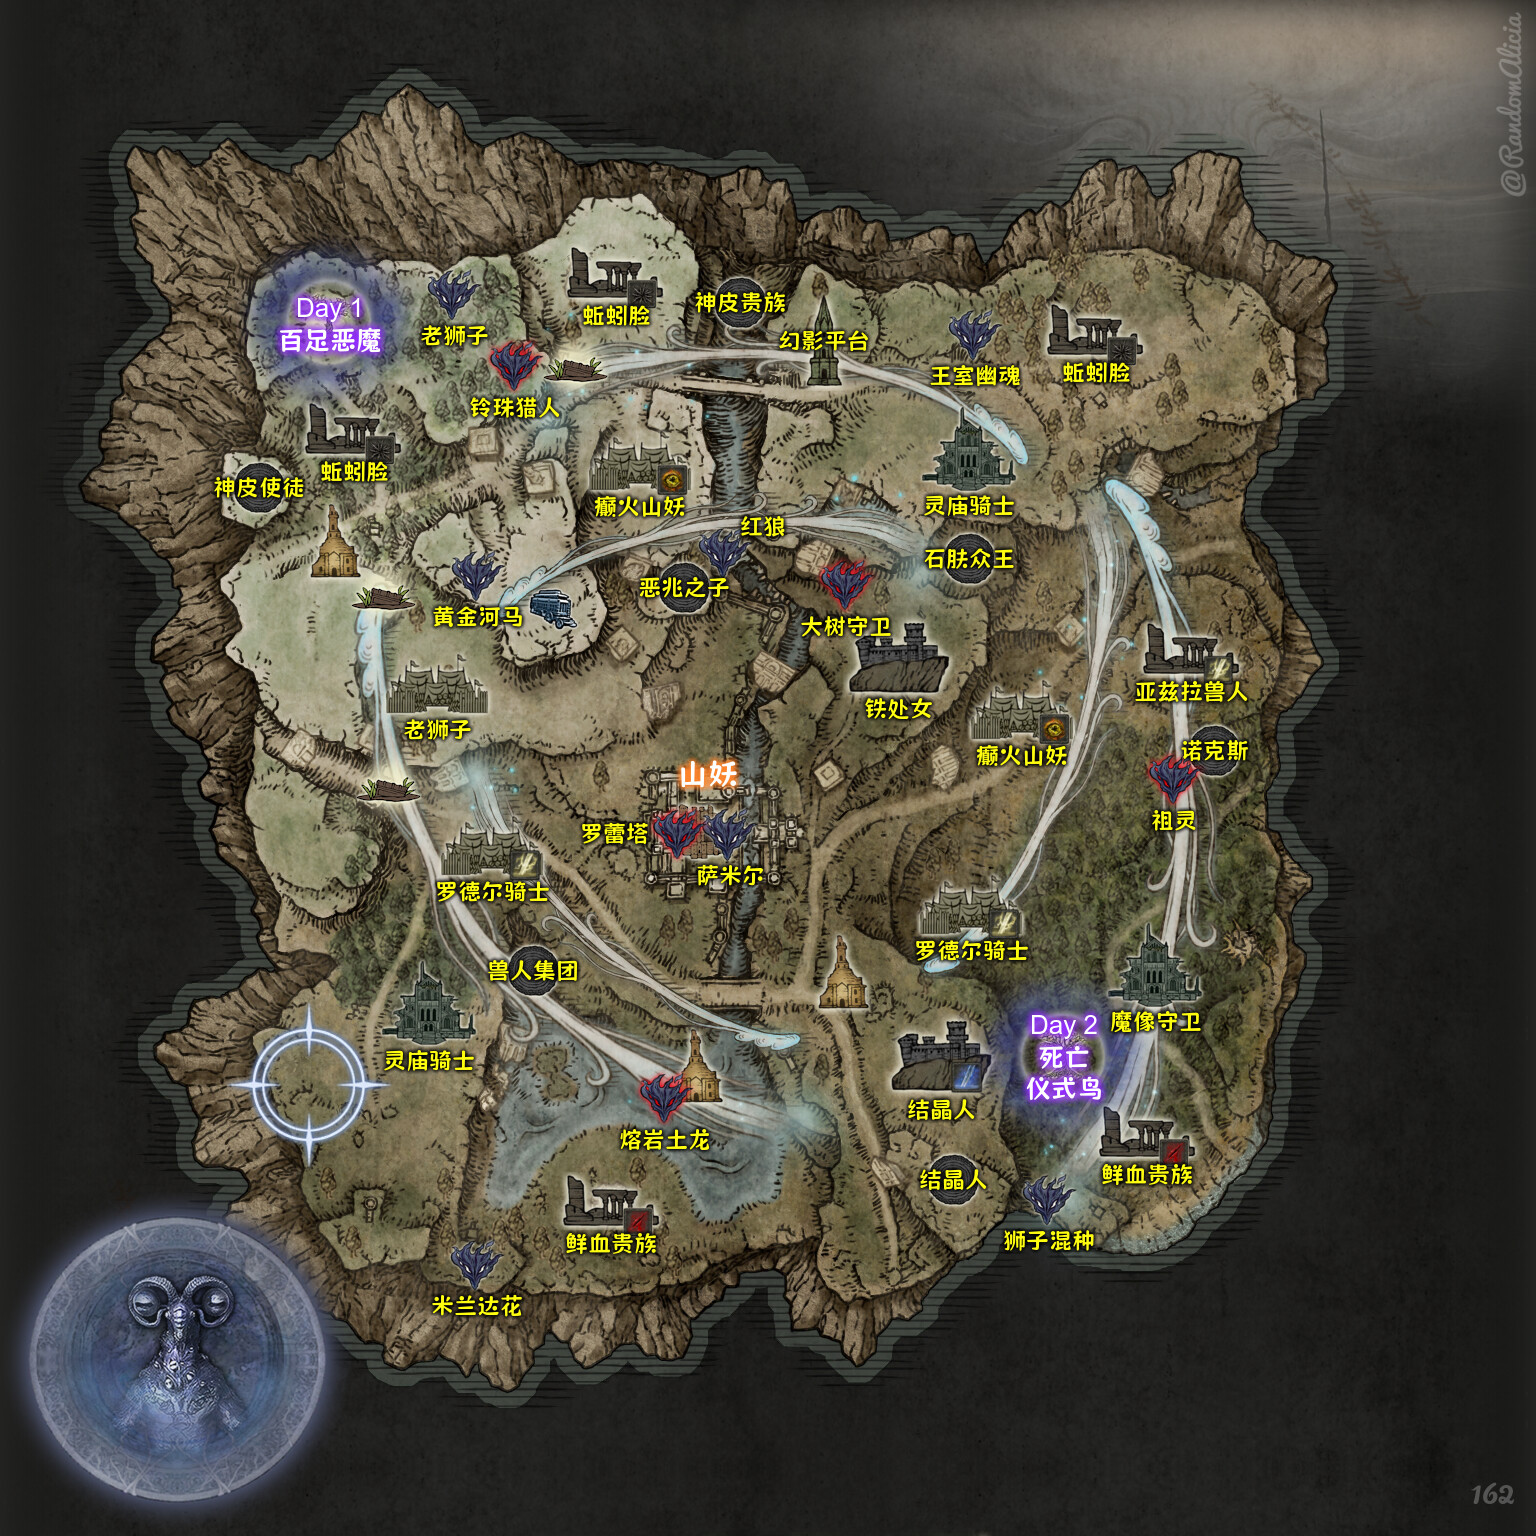 @RandomAlicia
Day 1
百足恶魔
老狮子
蚯蚓脸
神皮贵族
幻影平台
王室幽魂
蚯蚓脸
铃珠猎人
蚯蚓脸
神皮使徒
癫火山妖
灵庙骑士
红狼
石肤众王
恶兆之子
黄金河马
大树守卫
铁处女
亚兹拉兽人
老狮子
癫火山妖
诺克斯
山妖
祖灵
罗蕾塔
萨米尔
罗德尔骑士
罗德尔骑士
兽人集团
Day 2
死亡
仪式鸟
魔像守卫
灵庙骑士
结晶人
熔岩土龙
结晶人
鲜血贵族
狮子混种
鲜血贵族
米兰达花
162